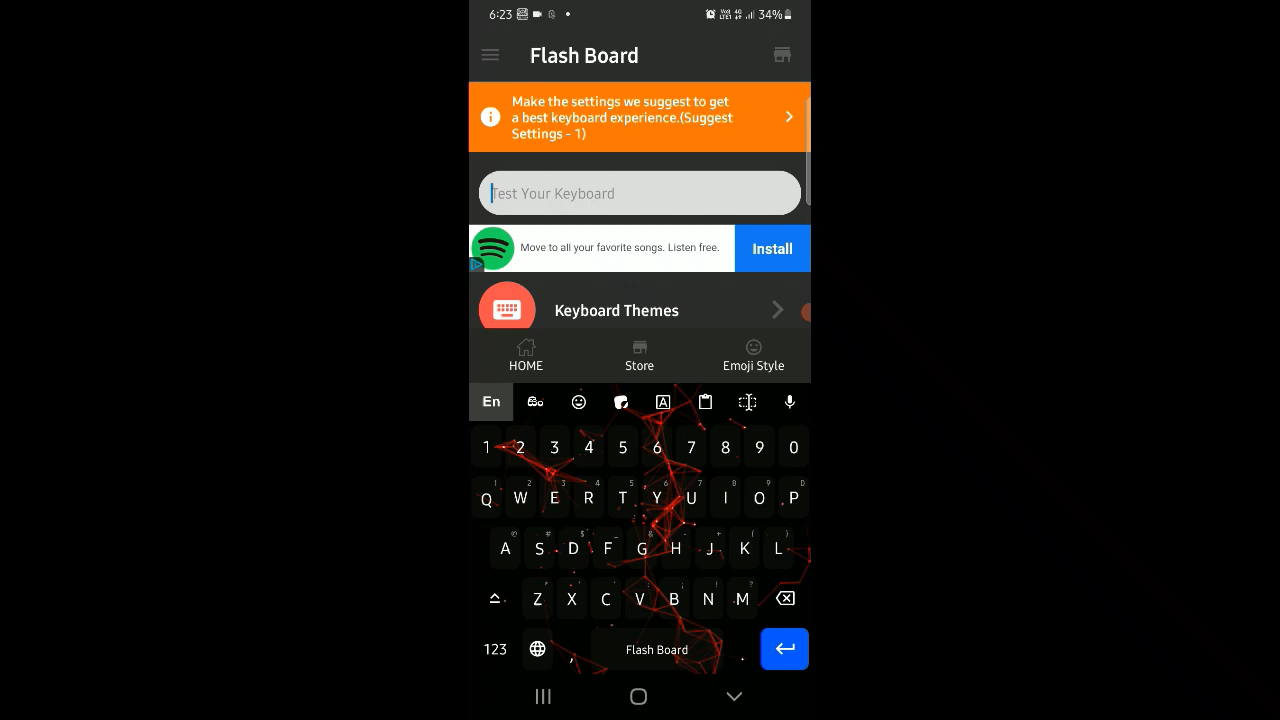 6:23 34%
Flash Board
Make the settings we suggest to get
a best keyboard experience.(Suggest
Settings - 1)
Test Your Keyboard
Move to all your favorite songs. Listen free. Install
Keyboard Themes
HOME Store Emoji Style
En සිං
1 2 3 4 5 6 7 8 9 0
Q W E R T Y U I O P
A S D F G H J K L
Z X C V B N M
123 , Flash Board .